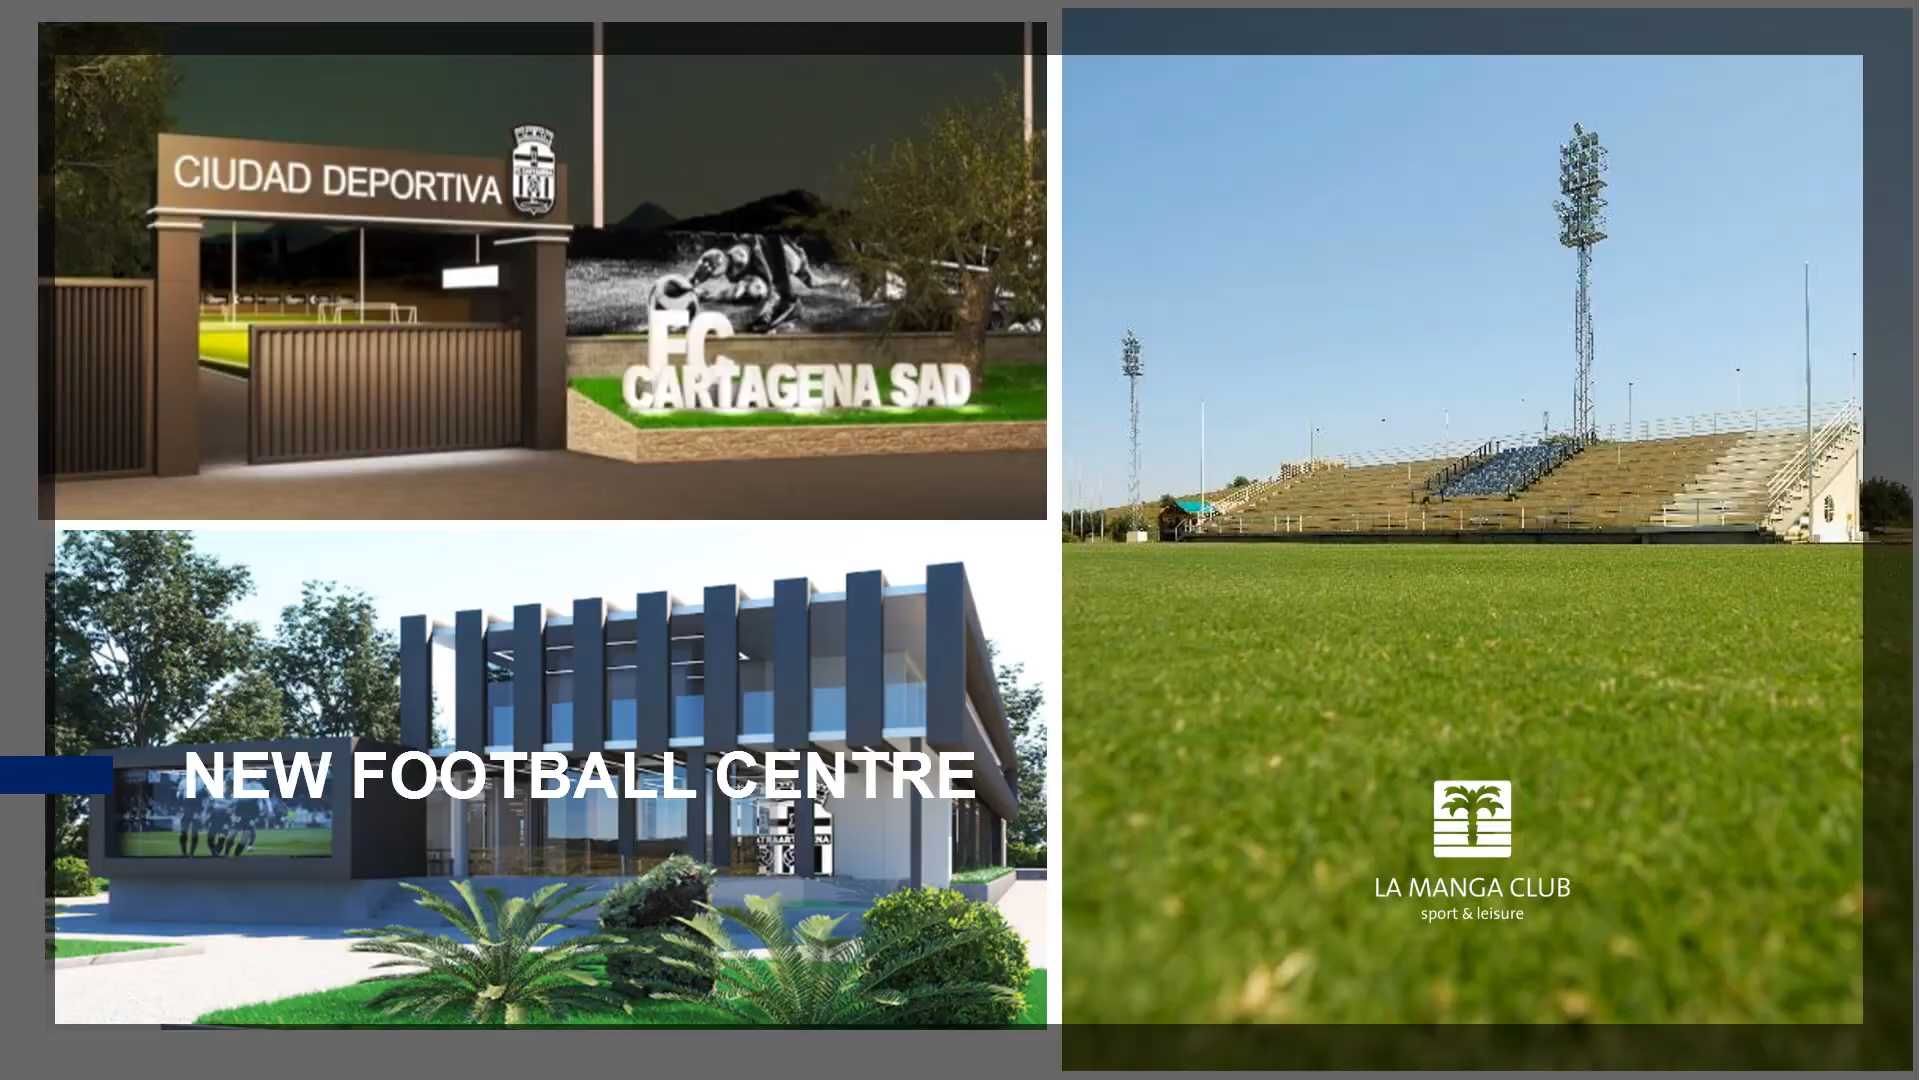 CIUDAD DEPORTIVA
FC
CARTAGENA SAD
NEW FOOTBALL CENTRE
LA MANGA CLUB
sport & leisure